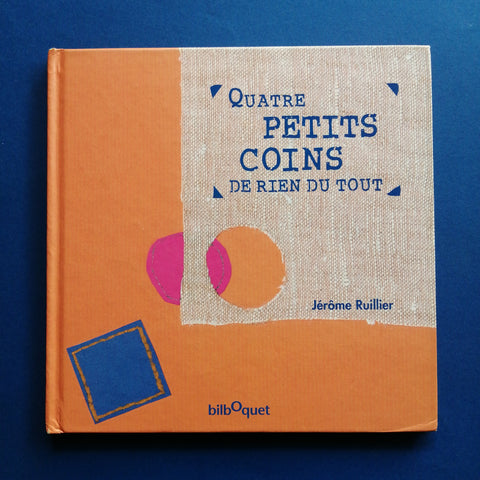 QUATRE
PETITS
COINS
DE RIEN DU TOUT
Jérôme Ruillier
bilbOquet